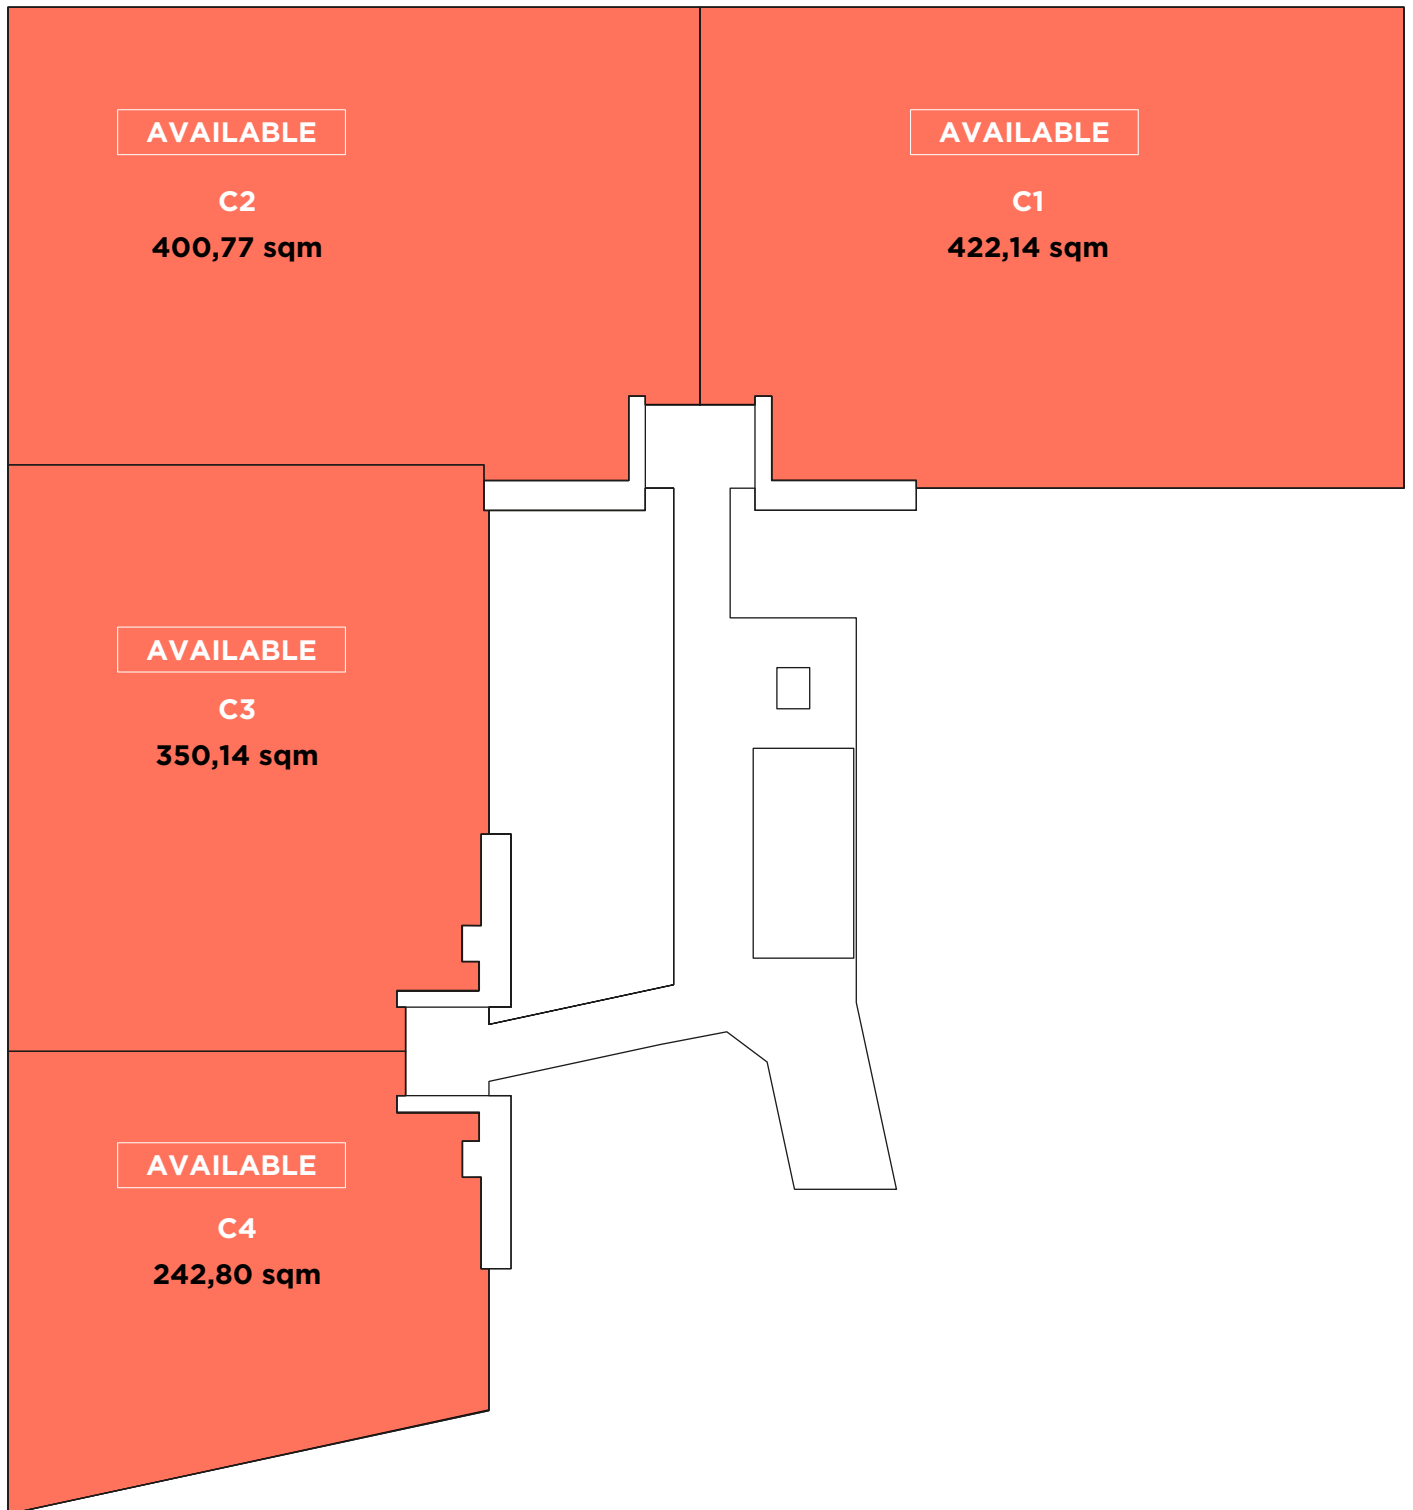 AVAILABLE
C2
400,77 sqm
AVAILABLE
C1
422,14 sqm
AVAILABLE
C3
350,14 sqm
AVAILABLE
C4
242,80 sqm